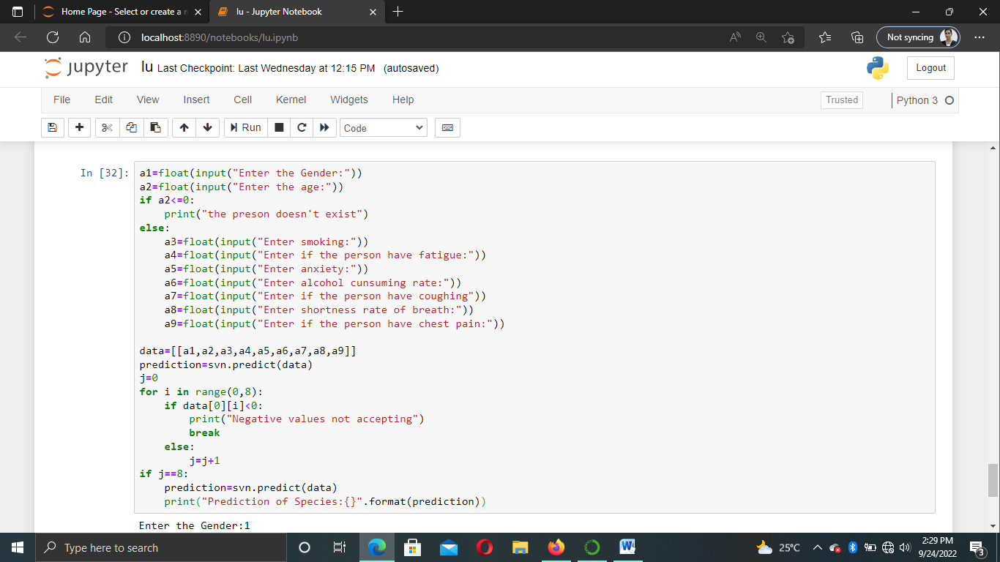 Home Page - Select or create a n
lu - Jupyter Notebook
localhost:8890/notebooks/lu.ipynb
Not syncing
jupyter lu Last Checkpoint: Last Wednesday at 12:15 PM (autosaved)
Logout
File Edit View Insert Cell Kernel Widgets Help
Trusted
Python 3
Run
Code
In [32]:
a1=float(input("Enter the Gender:"))
a2=float(input("Enter the age:"))
if a2<=0:
    print("the preson doesn't exist")
else:
    a3=float(input("Enter smoking:"))
    a4=float(input("Enter if the person have fatigue:"))
    a5=float(input("Enter anxiety:"))
    a6=float(input("Enter alcohol cunsuming rate:"))
    a7=float(input("Enter if the person have coughing"))
    a8=float(input("Enter shortness rate of breath:"))
    a9=float(input("Enter if the person have chest pain:"))
data=[[a1,a2,a3,a4,a5,a6,a7,a8,a9]]
prediction=svn.predict(data)
j=0
for i in range(0,8):
    if data[0][i]<0:
        print("Negative values not accepting")
        break
    else:
        j=j+1
if j==8:
    prediction=svn.predict(data)
    print("Prediction of Species:{}".format(prediction))
Enter the Gender:1
Type here to search
25°C
2:29 PM
9/24/2022
3